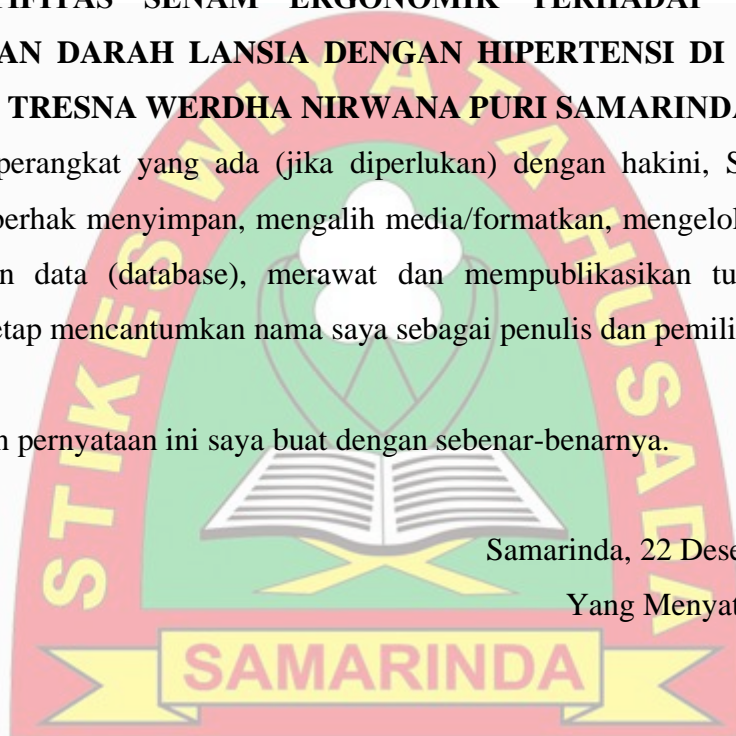 TIFITAS SENAM ERGONOMIK TERHADAP
AN DARAH LANSIA DENGAN HIPERTENSI DI
TRESNA WERDHA NIRWANA PURI SAMARINDA
perangkat yang ada (jika diperlukan) dengan hakini, S
berhak menyimpan, mengalih media/formatkan, mengelol
n data (database), merawat dan mempublikasikan tu
etap mencantumkan nama saya sebagai penulis dan pemili
n pernyataan ini saya buat dengan sebenar-benarnya.
Samarinda, 22 Dese
Yang Menyat
STIKES WIYATA HUSADA
SAMARINDA